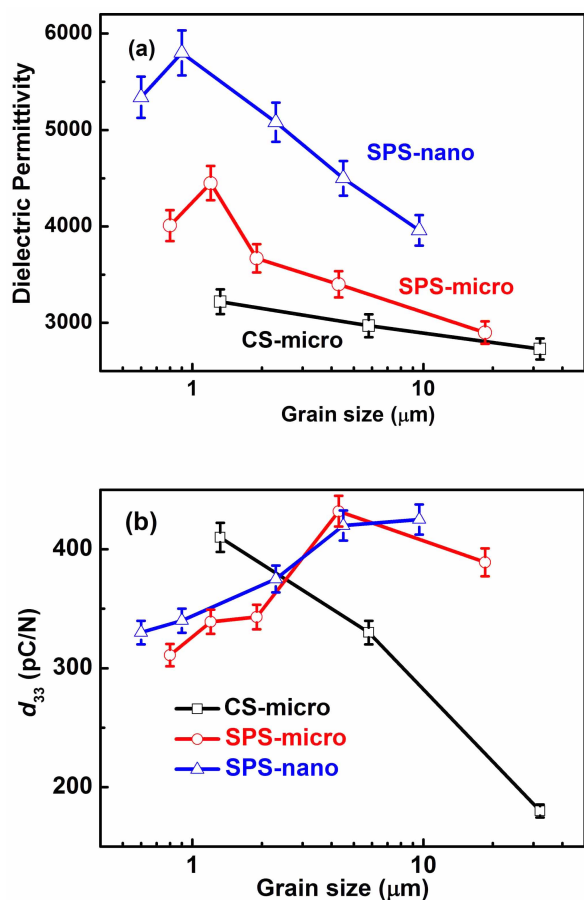 (a)
6000
5000
4000
3000
Dielectric Permittivity
SPS-nano
SPS-micro
CS-micro
1
10
Grain size (μm)
(b)
400
300
200
d33 (pC/N)
CS-micro
SPS-micro
SPS-nano
1
10
Grain size (μm)